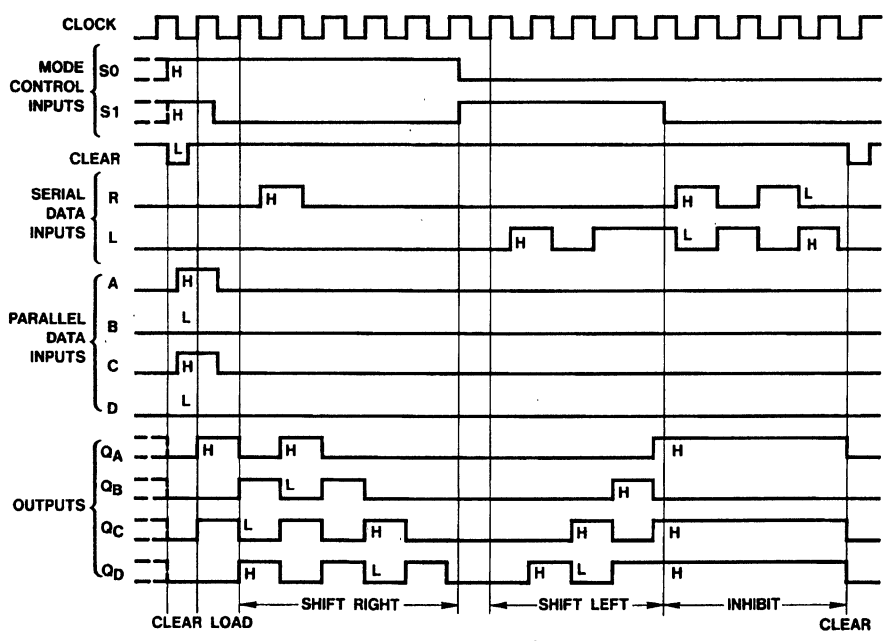 CLOCK
MODE
CONTROL
INPUTS
S0
H
S1
H
CLEAR
L
SERIAL
DATA
INPUTS
R
H
H
L
L
H
L
H
PARALLEL
DATA
INPUTS
A
H
B
L
C
H
D
L
OUTPUTS
QA
H
H
H
QB
L
H
QC
L
H
H
H
QD
H
L
H
L
H
CLEAR LOAD
SHIFT RIGHT
SHIFT LEFT
INHIBIT
CLEAR